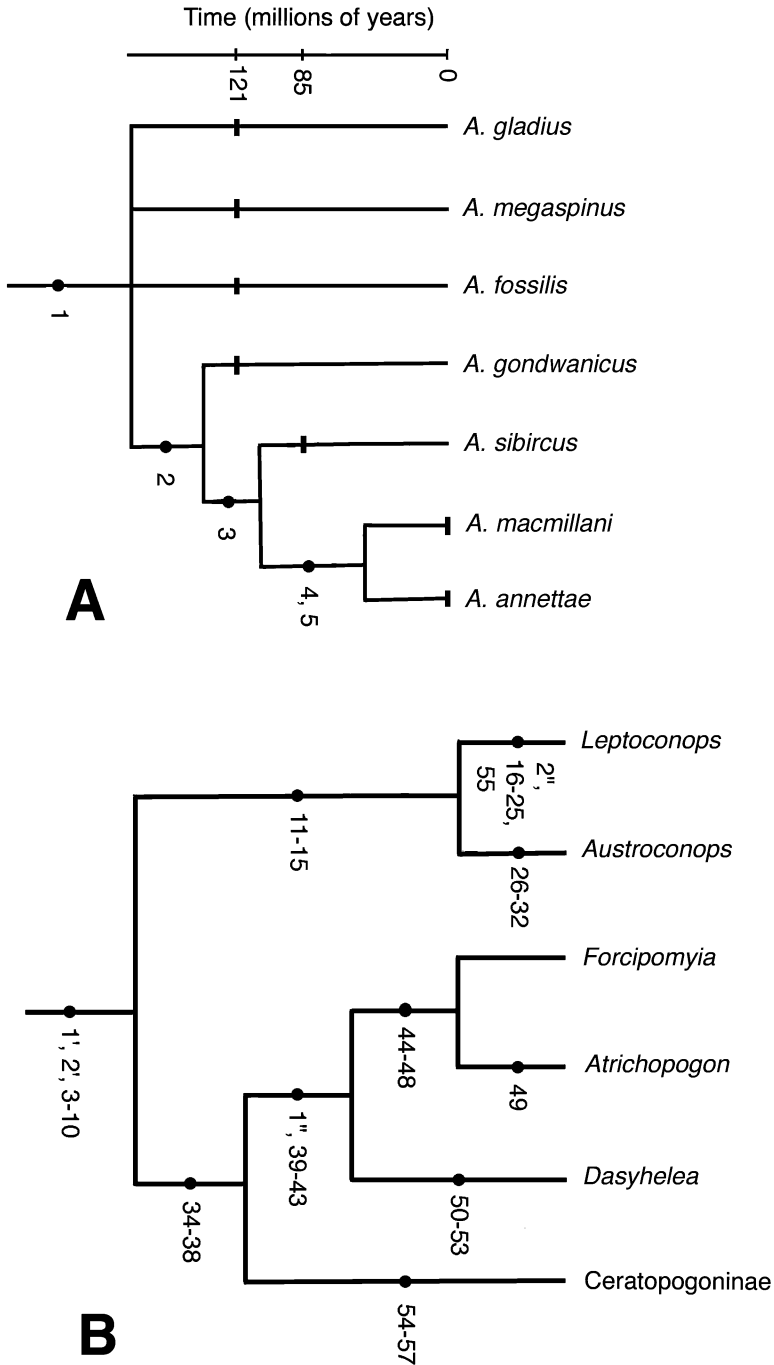 Time (millions of years)
121
85
0
A. gladius
A. megaspinus
A. fossilis
1
A. gondwanicus
A. sibircus
2
A. macmillani
3
A. annettae
4, 5
A
Leptoconops
2",
16-25,
55
11-15
Austroconops
26-32
Forcipomyia
1', 2', 3-10
44-48
Atrichopogon
49
1", 39-43
Dasyhelea
34-38
50-53
Ceratopogoninae
54-57
B